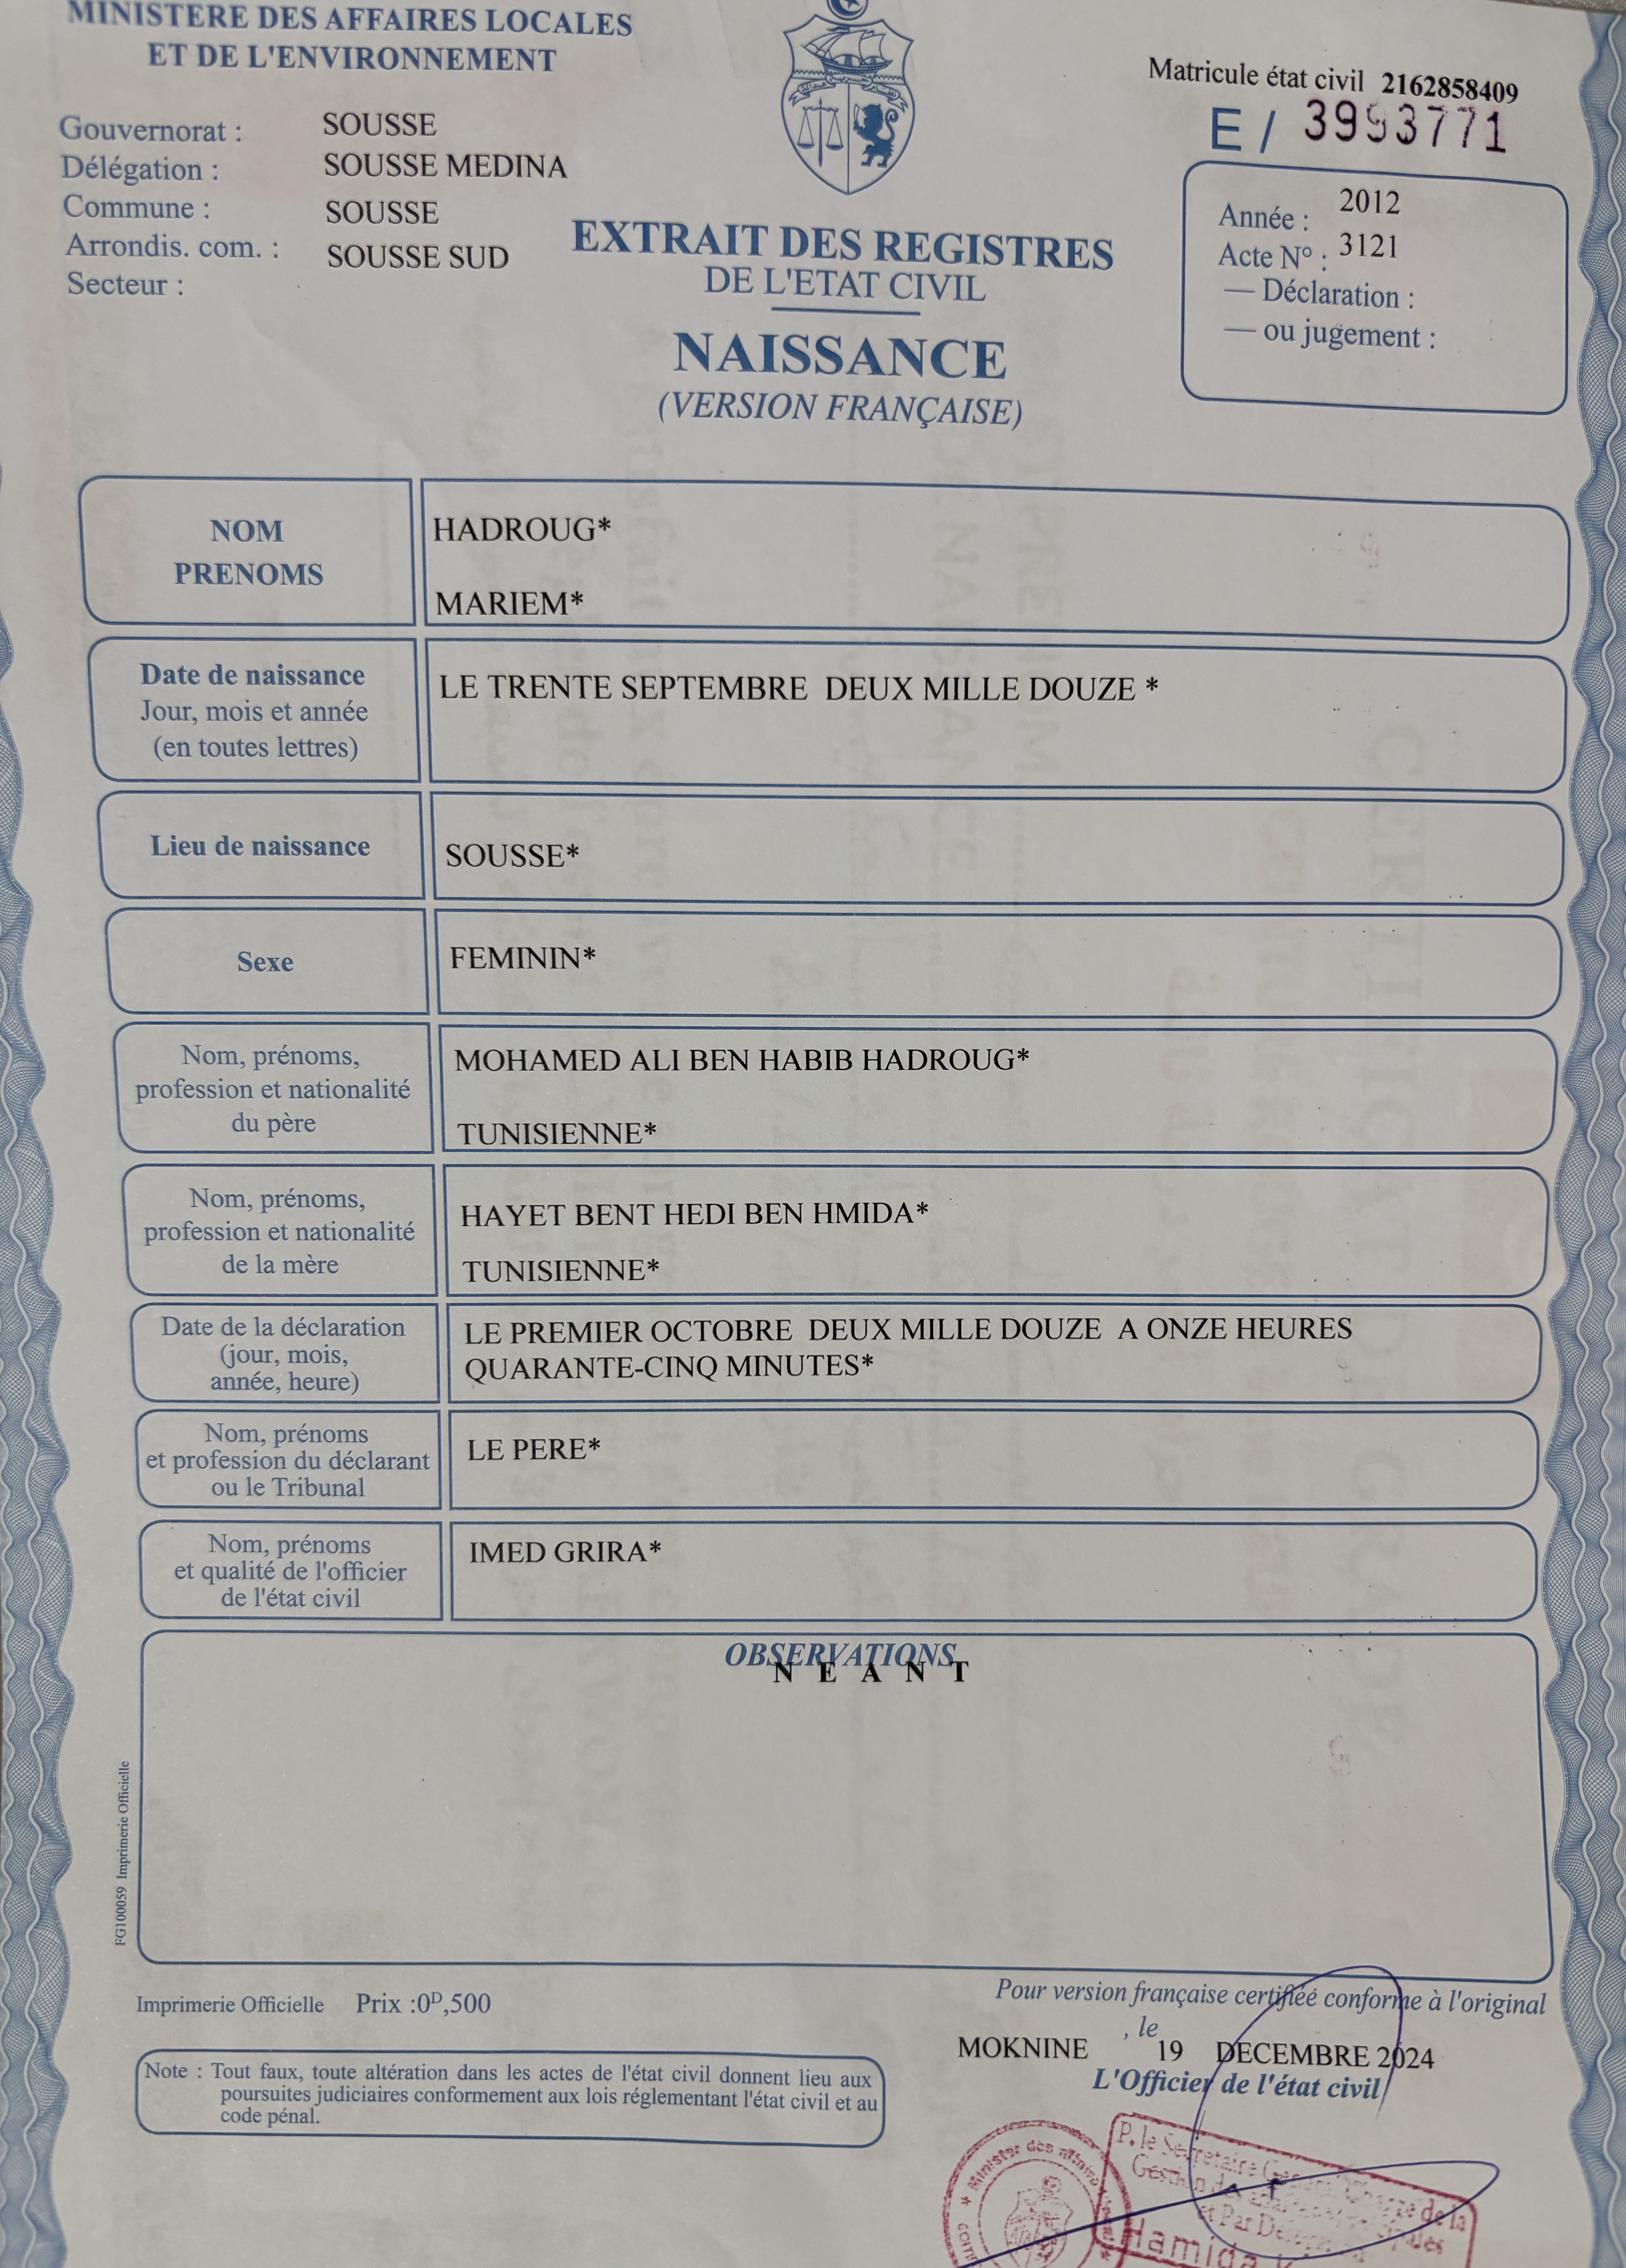 MINISTERE DES AFFAIRES LOCALES
ET DE L'ENVIRONNEMENT
Gouvernorat : SOUSSE
Délégation : SOUSSE MEDINA
Commune : SOUSSE
Arrondis. com. : SOUSSE SUD
Secteur :
Matricule état civil 2162858409
E / 3993771
Année : 2012
Acte N° : 3121
— Déclaration :
— ou jugement :
EXTRAIT DES REGISTRES
DE L'ETAT CIVIL
NAISSANCE
(VERSION FRANÇAISE)
NOM
PRENOMS
HADROUG*
MARIEM*
Date de naissance
Jour, mois et année
(en toutes lettres)
LE TRENTE SEPTEMBRE DEUX MILLE DOUZE *
Lieu de naissance
SOUSSE*
Sexe
FEMININ*
Nom, prénoms,
profession et nationalité
du père
MOHAMED ALI BEN HABIB HADROUG*
TUNISIENNE*
Nom, prénoms,
profession et nationalité
de la mère
HAYET BENT HEDI BEN HMIDA*
TUNISIENNE*
Date de la déclaration
(jour, mois,
année, heure)
LE PREMIER OCTOBRE DEUX MILLE DOUZE A ONZE HEURES
QUARANTE-CINQ MINUTES*
Nom, prénoms
et profession du déclarant
ou le Tribunal
LE PERE*
Nom, prénoms
et qualité de l'officier
de l'état civil
IMED GRIRA*
OBSERVATIONS
N E A N T
FG100059 Imprimerie Officielle
Imprimerie Officielle Prix :0ᴰ,500
Pour version française certifiéé conforme à l'original
MOKNINE , le 19 DECEMBRE 2024
L'Officier de l'état civil
Note : Tout faux, toute altération dans les actes de l'état civil donnent lieu aux
poursuites judiciaires conformement aux lois réglementant l'état civil et au
code pénal.
P. le Secretaire
de la
et Par
Hamida